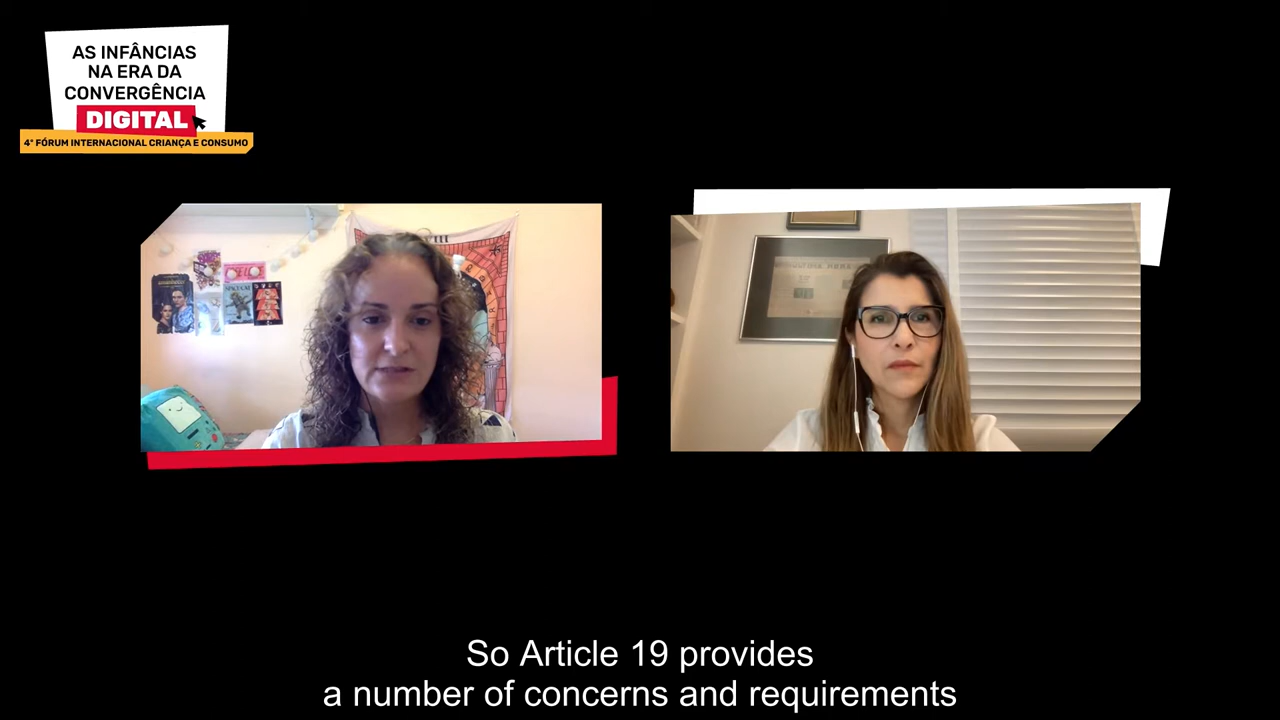 AS INFÂNCIAS
NA ERA DA
CONVERGÊNCIA
DIGITAL
4º FÓRUM INTERNACIONAL CRIANÇA E CONSUMO
So Article 19 provides
a number of concerns and requirements